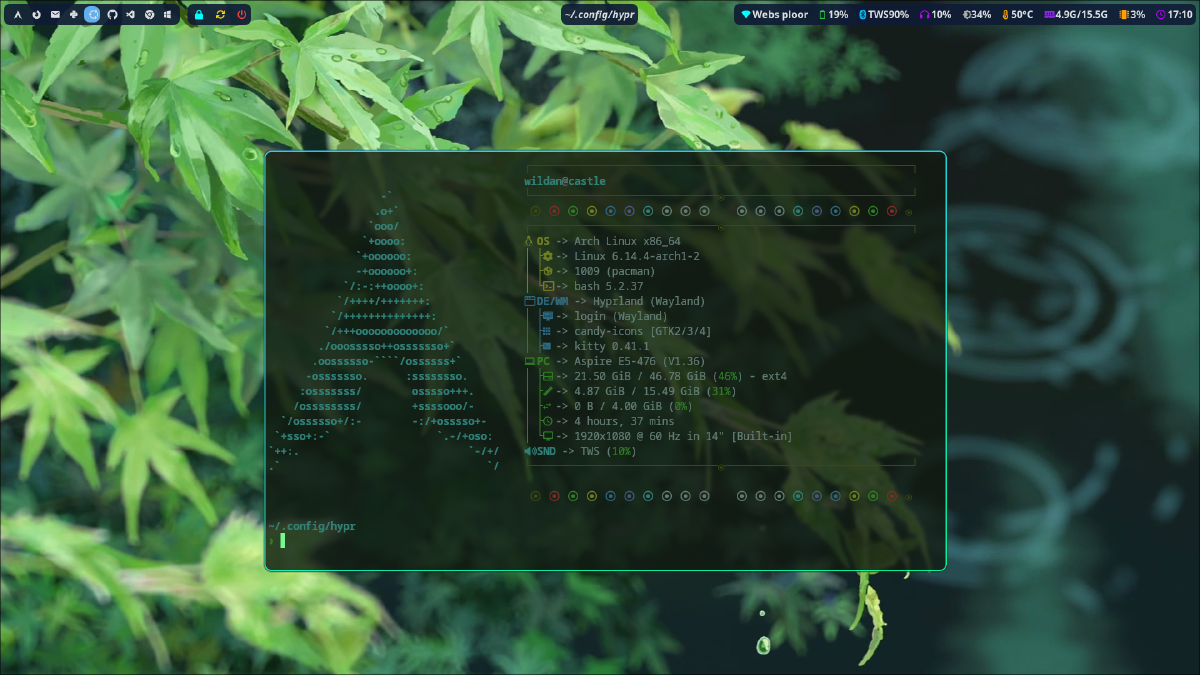 ~/.config/hypr
Webs ploor 19% TWS90% 10% 34% 50°C 4.9G/15.5G 3% 17:10
wildan@castle
OS -> Arch Linux x86_64
-> Linux 6.14.4-arch1-2
-> 1009 (pacman)
-> bash 5.2.37
DE/WM -> Hyprland (Wayland)
-> login (Wayland)
-> candy-icons [GTK2/3/4]
-> kitty 0.41.1
PC -> Aspire E5-476 (V1.36)
-> 21.50 GiB / 46.78 GiB (46%) - ext4
-> 4.87 GiB / 15.49 GiB (31%)
-> 0 B / 4.00 GiB (0%)
-> 4 hours, 37 mins
-> 1920x1080 @ 60 Hz in 14" [Built-in]
SND -> TWS (10%)
~/.config/hypr